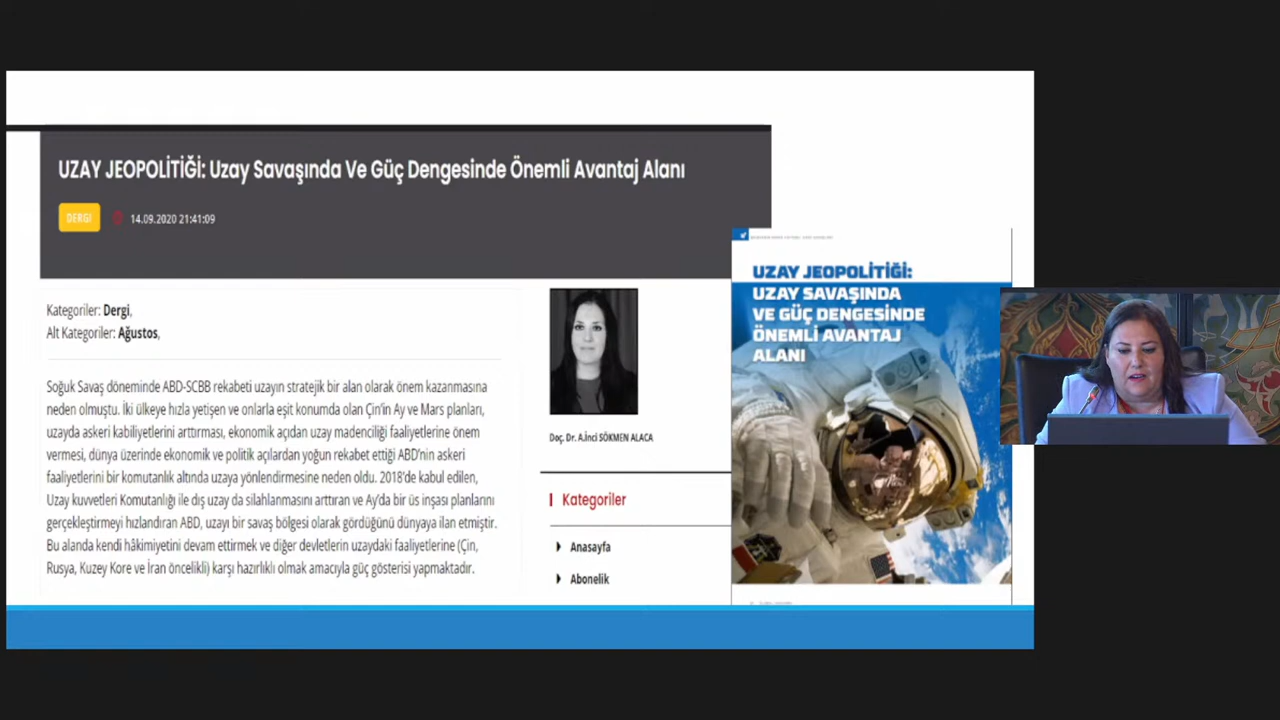 UZAY JEOPOLİTİĞİ: Uzay Savaşında Ve Güç Dengesinde Önemli Avantaj Alanı
DERGI
14.09.2020 21:41:09
Kategoriler: Dergi,
Alt Kategoriler: Ağustos,
Soğuk Savaş döneminde ABD-SCBB rekabeti uzayın stratejik bir alan olarak önem kazanmasına
neden olmuştu. İki ülkeye hızla yetişen ve onlarla eşit konumda olan Çin'in Ay ve Mars planları,
uzayda askeri kabiliyetlerini arttırması, ekonomik açıdan uzay madenciliği faaliyetlerine önem
vermesi, dünya üzerinde ekonomik ve politik açılardan yoğun rekabet ettiği ABD'nin askeri
faaliyetlerini bir komutanlık altında uzaya yönlendirmesine neden oldu. 2018'de kabul edilen,
Uzay kuvvetleri Komutanlığı ile dış uzay da silahlanmasını arttıran ve Ay'da bir üs inşası planlarını
gerçekleştirmeyi hızlandıran ABD, uzayı bir savaş bölgesi olarak gördüğünü dünyaya ilan etmiştir.
Bu alanda kendi hâkimiyetini devam ettirmek ve diğer devletlerin uzaydaki faaliyetlerine (Çin,
Rusya, Kuzey Kore ve İran öncelikli) karşı hazırlıklı olmak amacıyla güç gösterisi yapmaktadır.
Doç. Dr. A.İnci SÖKMEN ALACA
Kategoriler
Anasayfa
Abonelik
UZAY JEOPOLİTİĞİ:
UZAY SAVAŞINDA
VE GÜÇ DENGESİNDE
ÖNEMLİ AVANTAJ
ALANI